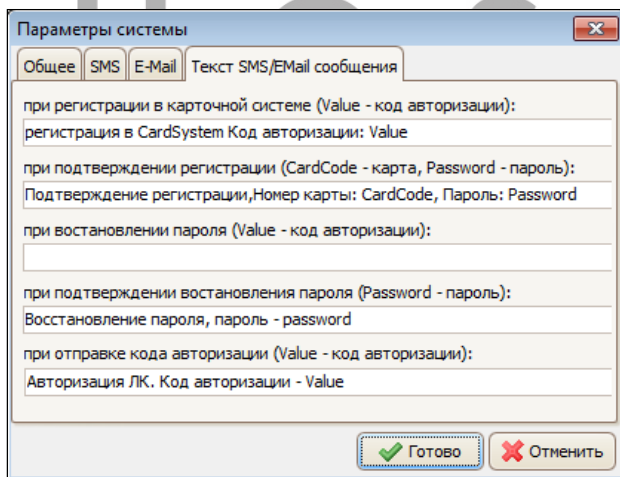 Параметры системы
Общее SMS E-Mail Текст SMS/EMail сообщения
при регистрации в карточной системе (Value - код авторизации):
регистрация в CardSystem Код авторизации: Value
при подтверждении регистрации (CardCode - карта, Password - пароль):
Подтверждение регистрации,Номер карты: CardCode, Пароль: Password
при востановлении пароля (Value - код авторизации):
при подтверждении востановления пароля (Password - пароль):
Восстановление пароля, пароль - password
при отправке кода авторизации (Value - код авторизации):
Авторизация ЛК. Код авторизации - Value
Готово Отменить